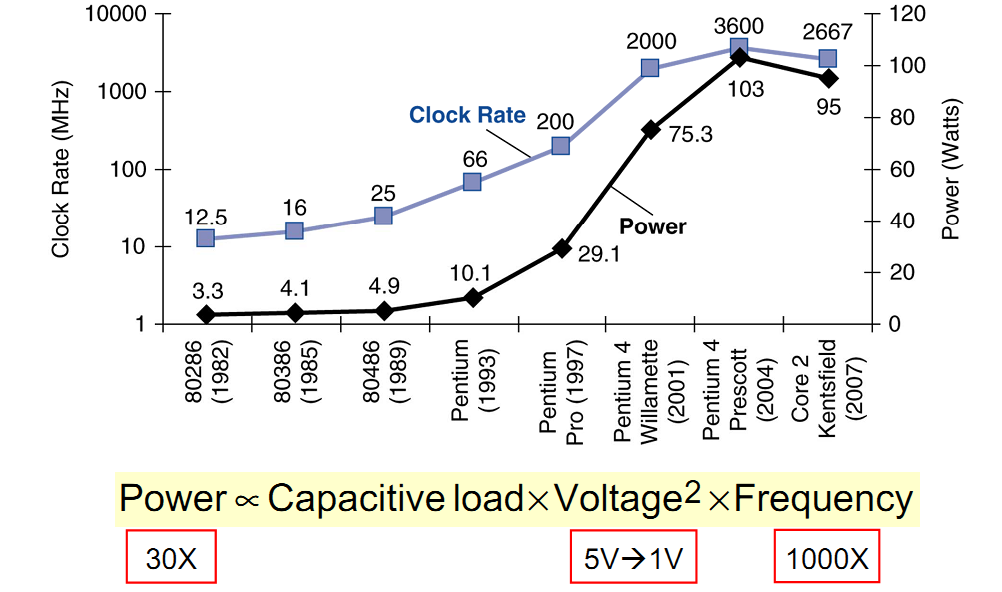 10000
1000
100
10
1
Clock Rate (MHz)
120
100
80
60
40
20
0
Power (Watts)
12.5
16
25
66
200
2000
3600
2667
Clock Rate
3.3
4.1
4.9
10.1
29.1
75.3
103
95
Power
80286
(1982)
80386
(1985)
80486
(1989)
Pentium
(1993)
Pentium
Pro (1997)
Pentium 4
Willamette
(2001)
Pentium 4
Prescott
(2004)
Core 2
Kentsfield
(2007)
Power ∝ Capacitive load×Voltage² ×Frequency
30X
5V→1V
1000X